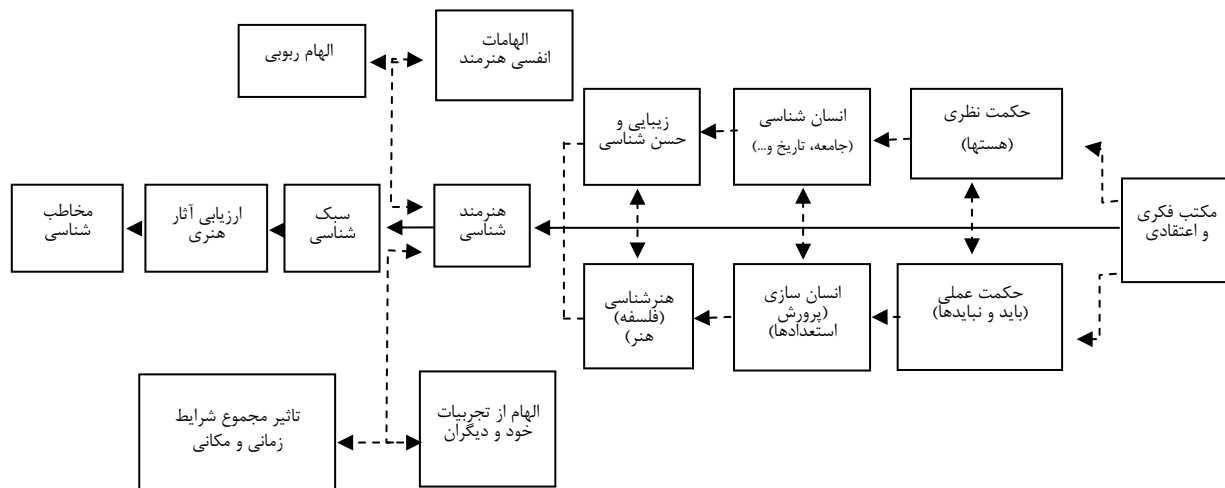 الهام ربوبی
الهامات
انفسی هنرمند
حکمت نظری
(هستها)
انسان شناسی
(جامعه، تاریخ و...)
زیبایی و
حسن شناسی
مکتب فکری
و اعتقادی
هنرمند
شناسی
سبک
شناسی
ارزیابی آثار
هنری
مخاطب
شناسی
حکمت عملی
(باید و نبایدها)
انسان سازی
(پرورش
استعدادها)
هنرشناسی
(فلسفه
هنر)
الهام از تجربیات
خود و دیگران
تاثیر مجموع شرایط
زمانی و مکانی